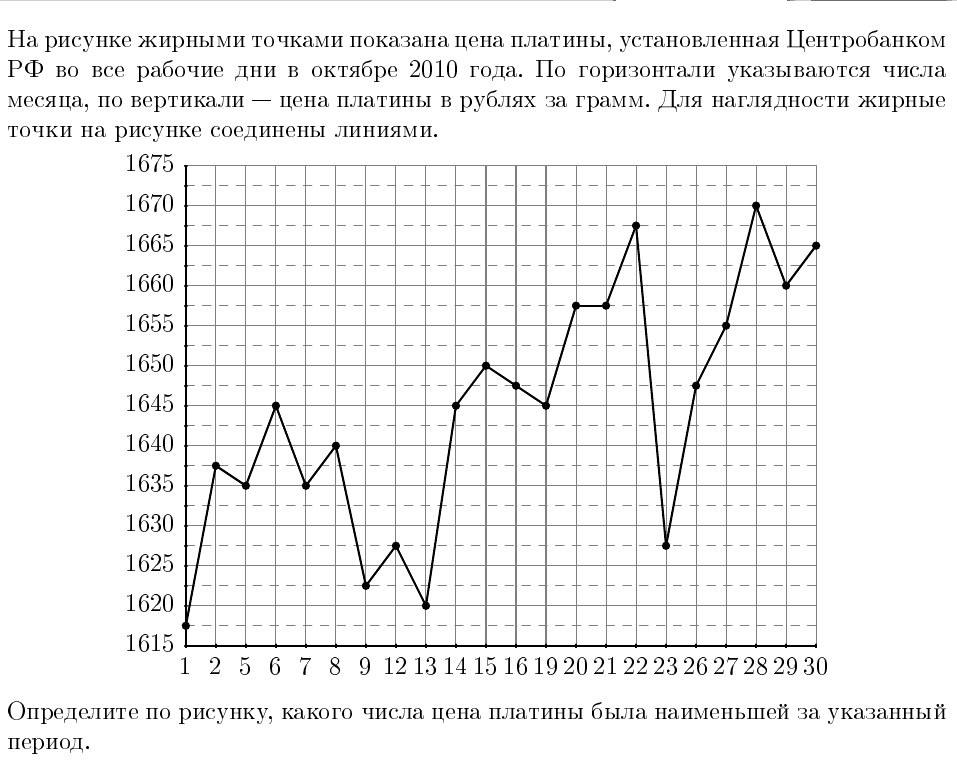 На рисунке жирными точками показана цена платины, установленная Центробанком
РФ во все рабочие дни в октябре 2010 года. По горизонтали указываются числа
месяца, по вертикали — цена платины в рублях за грамм. Для наглядности жирные
точки на рисунке соединены линиями.
1675
1670
1665
1660
1655
1650
1645
1640
1635
1630
1625
1620
1615
1 2 5 6 7 8 9 12 13 14 15 16 19 20 21 22 23 26 27 28 29 30
Определите по рисунку, какого числа цена платины была наименьшей за указанный
период.